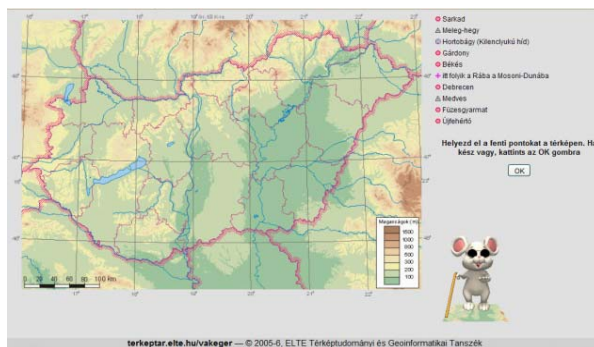 Sarkad
Meleg-hegy
Hortobágy (Kilenclyukú híd)
Gárdony
Békés
itt folyik a Rába a Mosoni-Dunába
Debrecen
Medves
Füzesgyarmat
Újfehértó
Helyezd el a fenti pontokat a térképen. Ha
kész vagy, kattints az OK gombra
OK
Magasságok (m)
1500
1000
500
300
200
100
0 20 40 60 80 100 km
terkeptar.elte.hu/vakeger — © 2005-6, ELTE Térképtudományi és Geoinformatikai Tanszék